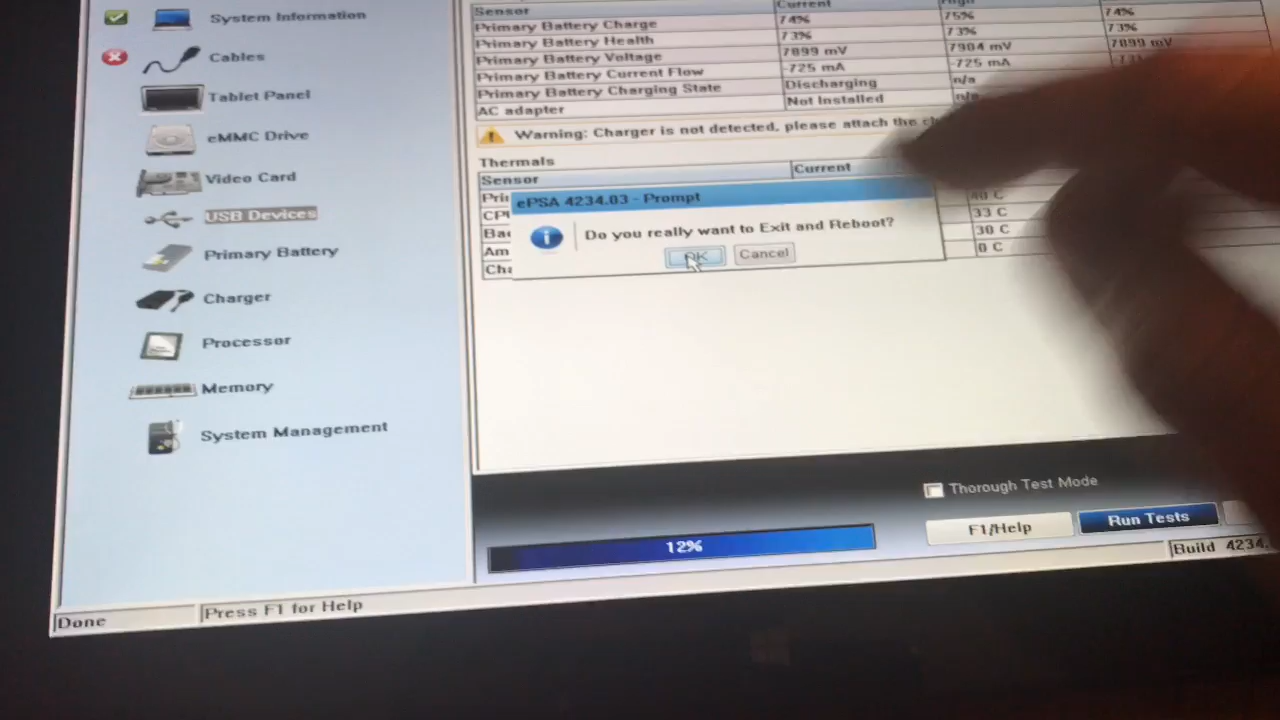 System Information
Cables
Tablet Panel
eMMC Drive
Video Card
USB Devices
Primary Battery
Charger
Processor
Memory
System Management
Sensor Current High
Primary Battery Charge 74% 75% 74%
Primary Battery Health 73% 73% 73%
Primary Battery Voltage 7899 mV 7904 mV 7899 mV
Primary Battery Current Flow -725 mA -725 mA
Primary Battery Charging State Discharging n/a
AC adapter Not Installed
Warning: Charger is not detected, please attach the
Thermals
Sensor Current
40 C
CPU 33 C
30 C
0 C
ePSA 4234.03 - Prompt
Do you really want to Exit and Reboot?
OK Cancel
Thorough Test Mode
12% F1/Help Run Tests
Build 4234.
Done Press F1 for Help